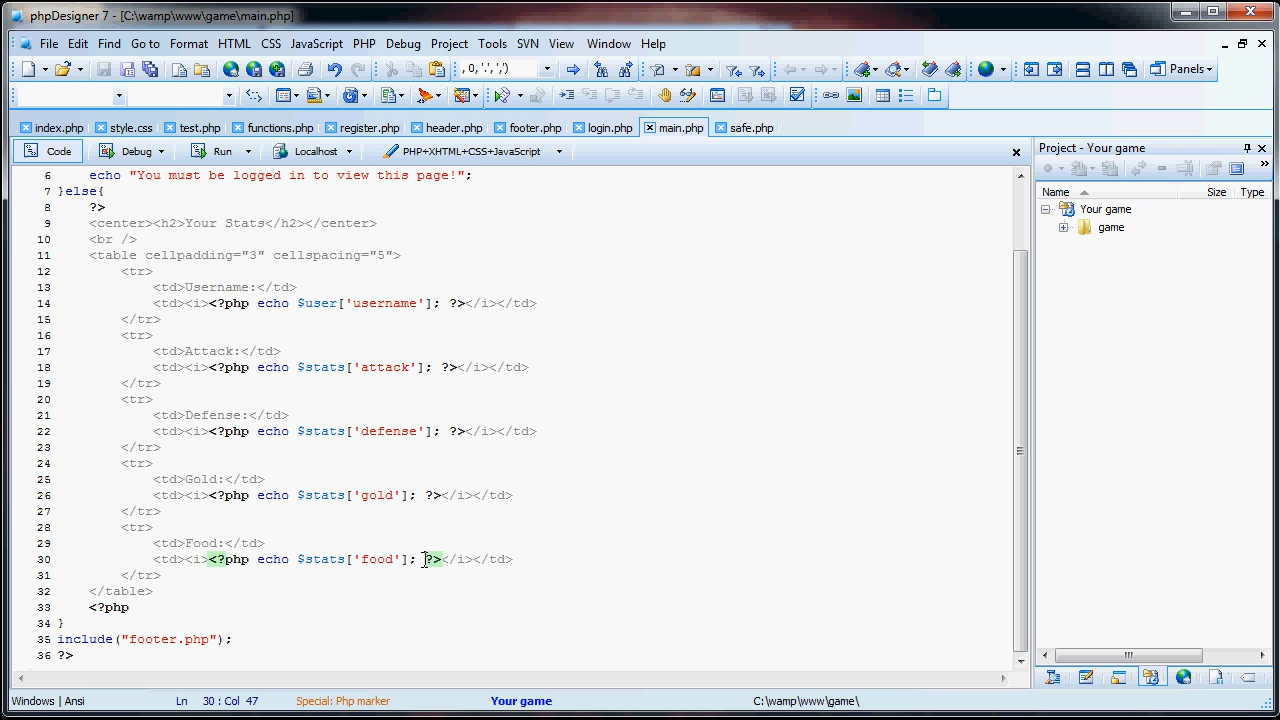 phpDesigner 7 - [C:\wamp\www\game\main.php]
File Edit Find Go to Format HTML CSS JavaScript PHP Debug Project Tools SVN View Window Help
, 0, '.', ',')
Panels
index.php style.css test.php functions.php register.php header.php footer.php login.php main.php safe.php
Code Debug Run Localhost PHP+XHTML+CSS+JavaScript
6 echo "You must be logged in to view this page!";
7 }else{
8 ?>
9 <center><h2>Your Stats</h2></center>
10 <br />
11 <table cellpadding="3" cellspacing="5">
12 <tr>
13 <td>Username:</td>
14 <td><i><?php echo $user['username']; ?></i></td>
15 </tr>
16 <tr>
17 <td>Attack:</td>
18 <td><i><?php echo $stats['attack']; ?></i></td>
19 </tr>
20 <tr>
21 <td>Defense:</td>
22 <td><i><?php echo $stats['defense']; ?></i></td>
23 </tr>
24 <tr>
25 <td>Gold:</td>
26 <td><i><?php echo $stats['gold']; ?></i></td>
27 </tr>
28 <tr>
29 <td>Food:</td>
30 <td><i><?php echo $stats['food']; ?></i></td>
31 </tr>
32 </table>
33 <?php
34 }
35 include("footer.php");
36 ?>
Project - Your game
Name Size Type
Your game
game
Windows | Ansi Ln 30 : Col 47 Special: Php marker Your game C:\wamp\www\game\